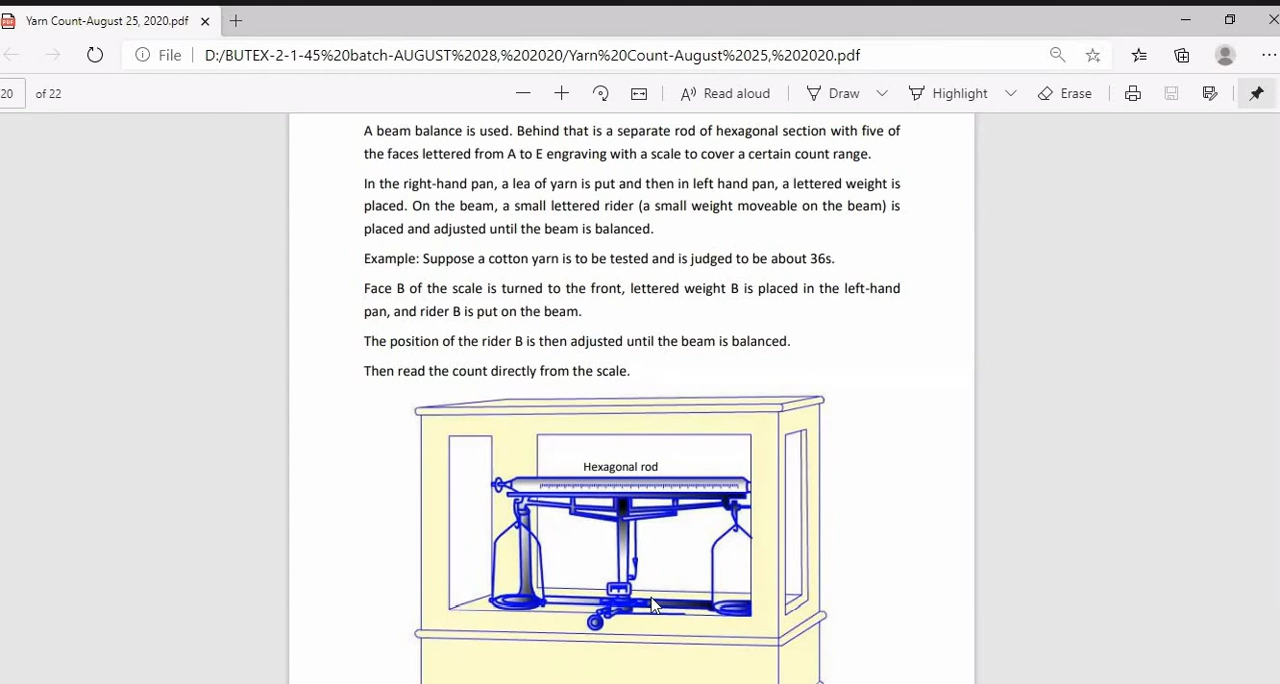 Yarn Count-August 25, 2020.pdf
File D:/BUTEX-2-1-45%20batch-AUGUST%2028,%202020/Yarn%20Count-August%2025,%202020.pdf
20 of 22 Read aloud Draw Highlight Erase
A beam balance is used. Behind that is a separate rod of hexagonal section with five of
the faces lettered from A to E engraving with a scale to cover a certain count range.
In the right-hand pan, a lea of yarn is put and then in left hand pan, a lettered weight is
placed. On the beam, a small lettered rider (a small weight moveable on the beam) is
placed and adjusted until the beam is balanced.
Example: Suppose a cotton yarn is to be tested and is judged to be about 36s.
Face B of the scale is turned to the front, lettered weight B is placed in the left-hand
pan, and rider B is put on the beam.
The position of the rider B is then adjusted until the beam is balanced.
Then read the count directly from the scale.
Hexagonal rod